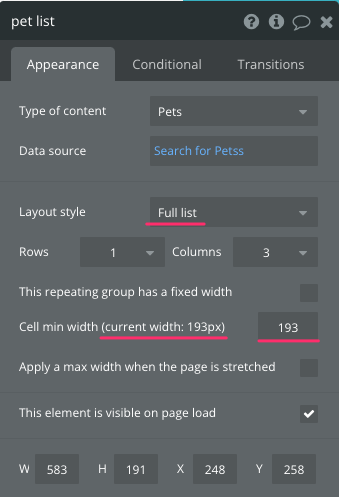 pet list
Appearance Conditional Transitions
Type of content Pets
Data source Search for Petss
Layout style Full list
Rows 1 Columns 3
This repeating group has a fixed width
Cell min width (current width: 193px) 193
Apply a max width when the page is stretched
This element is visible on page load
W 583 H 191 X 248 Y 258